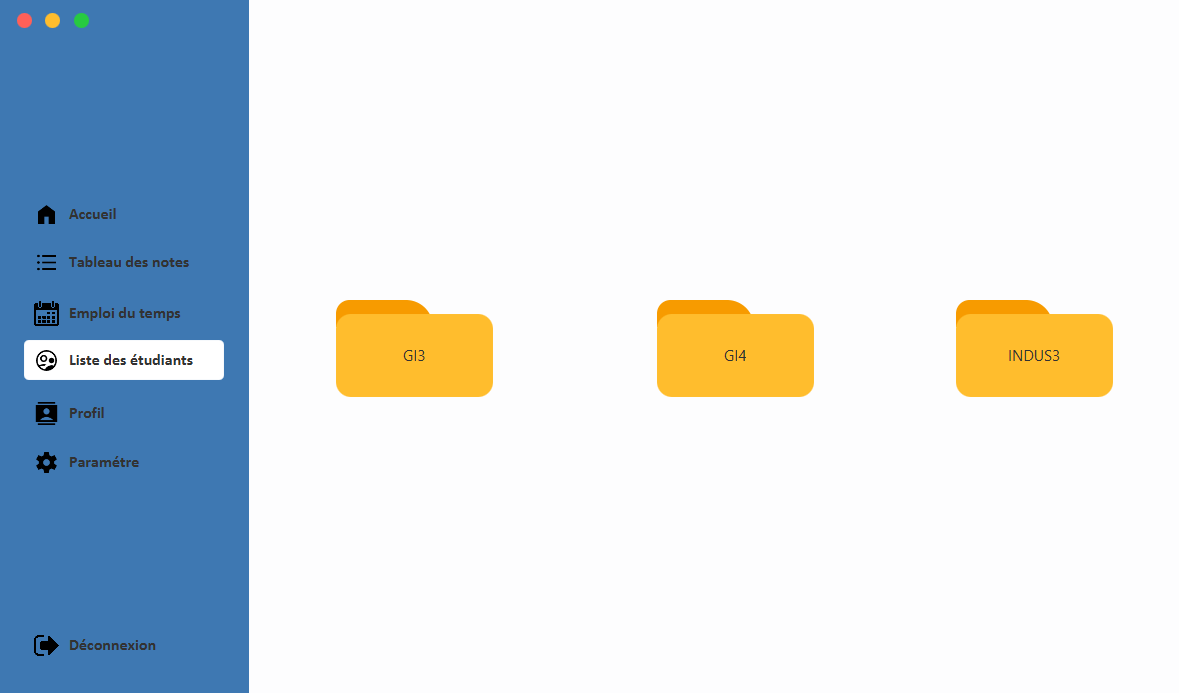 Accueil
Tableau des notes
Emploi du temps
Liste des étudiants
Profil
Paramétre
Déconnexion
GI3
GI4
INDUS3